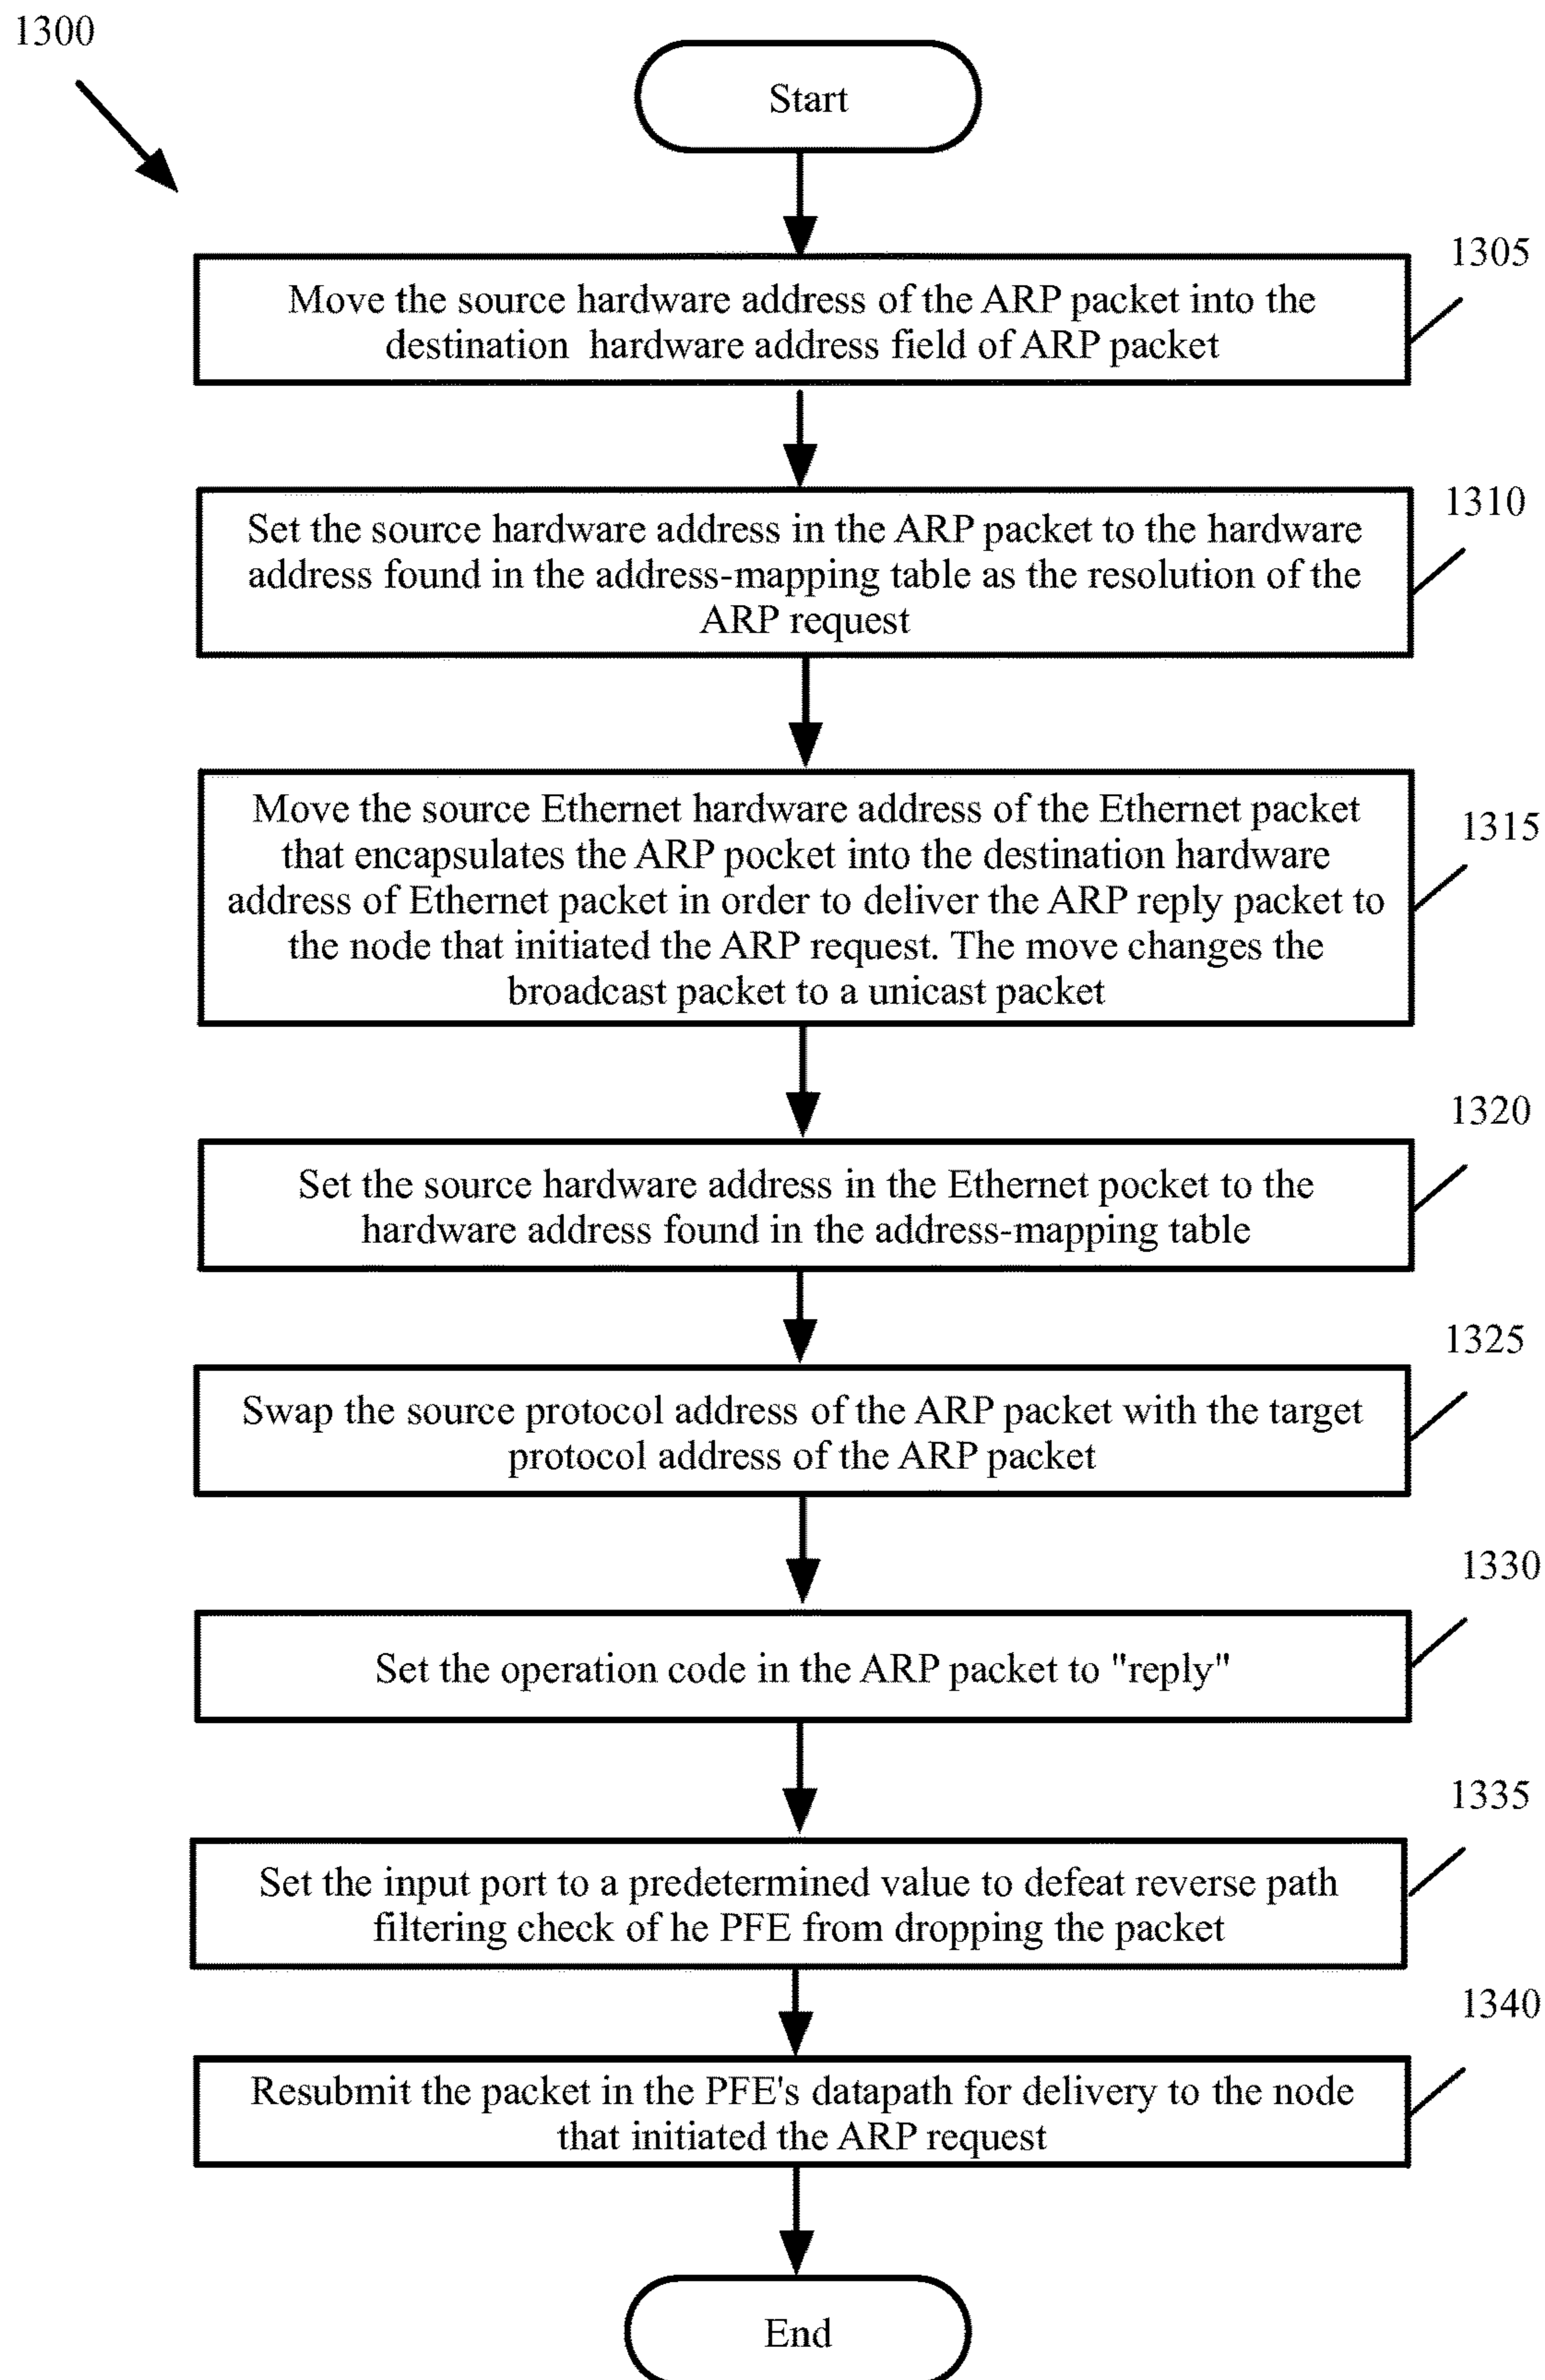 1300
Start
1305
Move the source hardware address of the ARP packet into the
destination hardware address field of ARP packet
1310
Set the source hardware address in the ARP packet to the hardware
address found in the address-mapping table as the resolution of the
ARP request
1315
Move the source Ethernet hardware address of the Ethernet packet
that encapsulates the ARP pocket into the destination hardware
address of Ethernet packet in order to deliver the ARP reply packet to
the node that initiated the ARP request. The move changes the
broadcast packet to a unicast packet
1320
Set the source hardware address in the Ethernet pocket to the
hardware address found in the address-mapping table
1325
Swap the source protocol address of the ARP packet with the target
protocol address of the ARP packet
1330
Set the operation code in the ARP packet to "reply"
1335
Set the input port to a predetermined value to defeat reverse path
filtering check of he PFE from dropping the packet
1340
Resubmit the packet in the PFE's datapath for delivery to the node
that initiated the ARP request
End